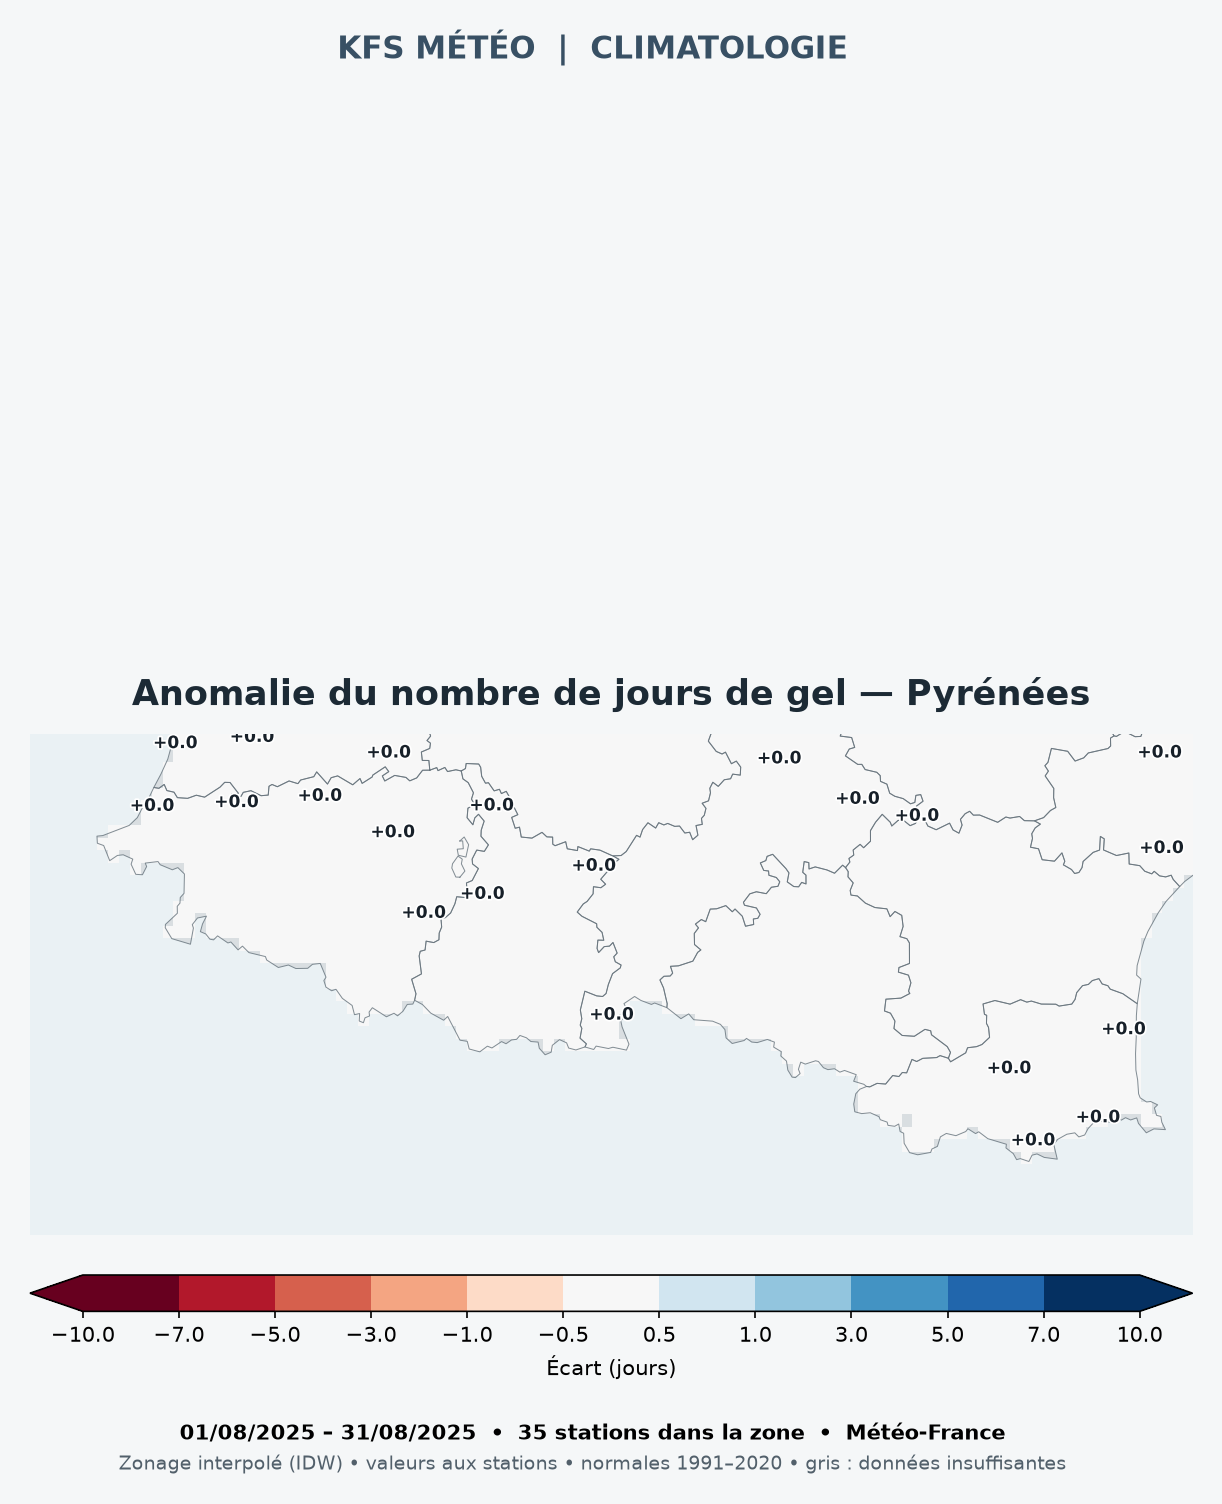 KFS MÉTÉO | CLIMATOLOGIE
Anomalie du nombre de jours de gel — Pyrénées
+0.0 +0.0 +0.0 +0.0 +0.0
+0.0 +0.0 +0.0 +0.0 +0.0 +0.0
+0.0 +0.0
+0.0 +0.0
+0.0 +0.0
+0.0 +0.0
+0.0
+0.0
+0.0
−10.0 −7.0 −5.0 −3.0 −1.0 −0.5 0.5 1.0 3.0 5.0 7.0 10.0
Écart (jours)
01/08/2025 – 31/08/2025 • 35 stations dans la zone • Météo-France
Zonage interpolé (IDW) • valeurs aux stations • normales 1991–2020 • gris : données insuffisantes